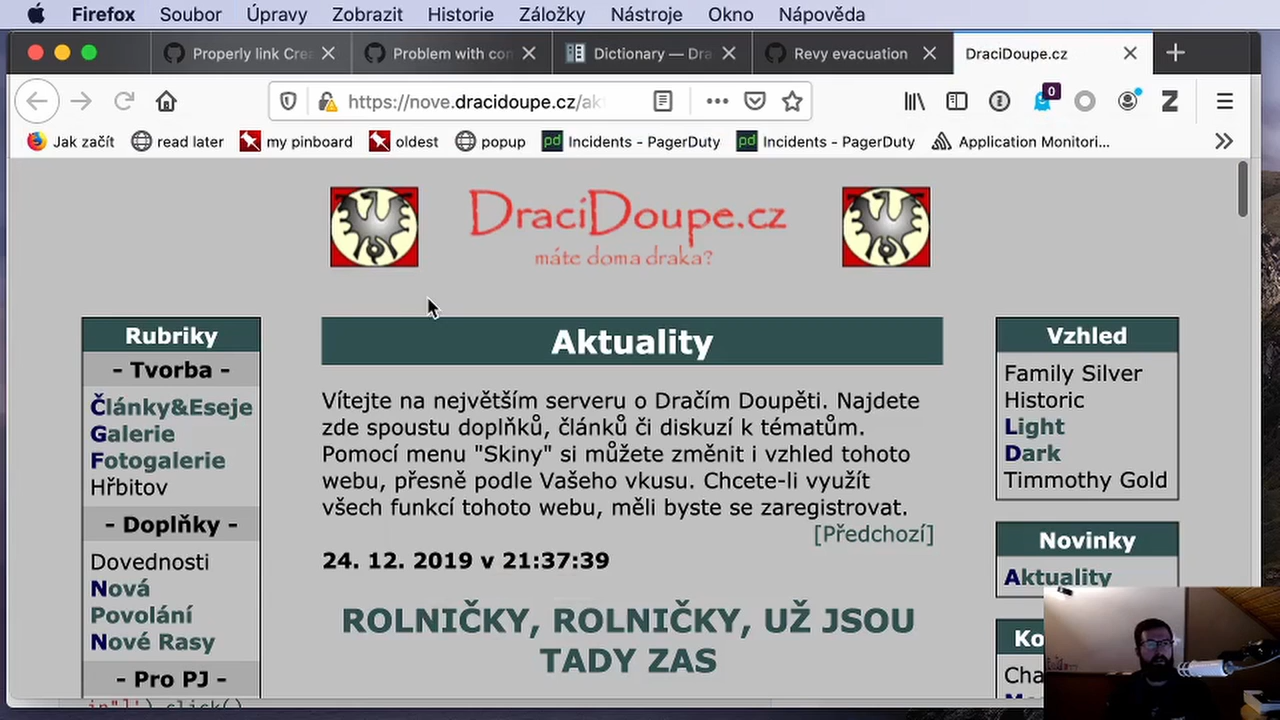 Firefox Soubor Úpravy Zobrazit Historie Záložky Nástroje Okno Nápověda
Properly link Crea Problem with con Dictionary — Dra Revy evacuation DraciDoupe.cz
https://nove.dracidoupe.cz/ak 0 Z
Jak začít read later my pinboard oldest popup pd Incidents - PagerDuty pd Incidents - PagerDuty Application Monitori...
DraciDoupe.cz
máte doma draka?
Rubriky
- Tvorba -
Články&Eseje
Galerie
Fotogalerie
Hřbitov
- Doplňky -
Dovednosti
Nová
Povolání
Nové Rasy
- Pro PJ -
Aktuality
Vítejte na největším serveru o Dračím Doupěti. Najdete
zde spoustu doplňků, článků či diskuzí k tématům.
Pomocí menu "Skiny" si můžete změnit i vzhled tohoto
webu, přesně podle Vašeho vkusu. Chcete-li využít
všech funkcí tohoto webu, měli byste se zaregistrovat.
[Předchozí]
24. 12. 2019 v 21:37:39
ROLNIČKY, ROLNIČKY, UŽ JSOU
TADY ZAS
Vzhled
Family Silver
Historic
Light
Dark
Timmothy Gold
Novinky
Aktuality
Ko
Cha